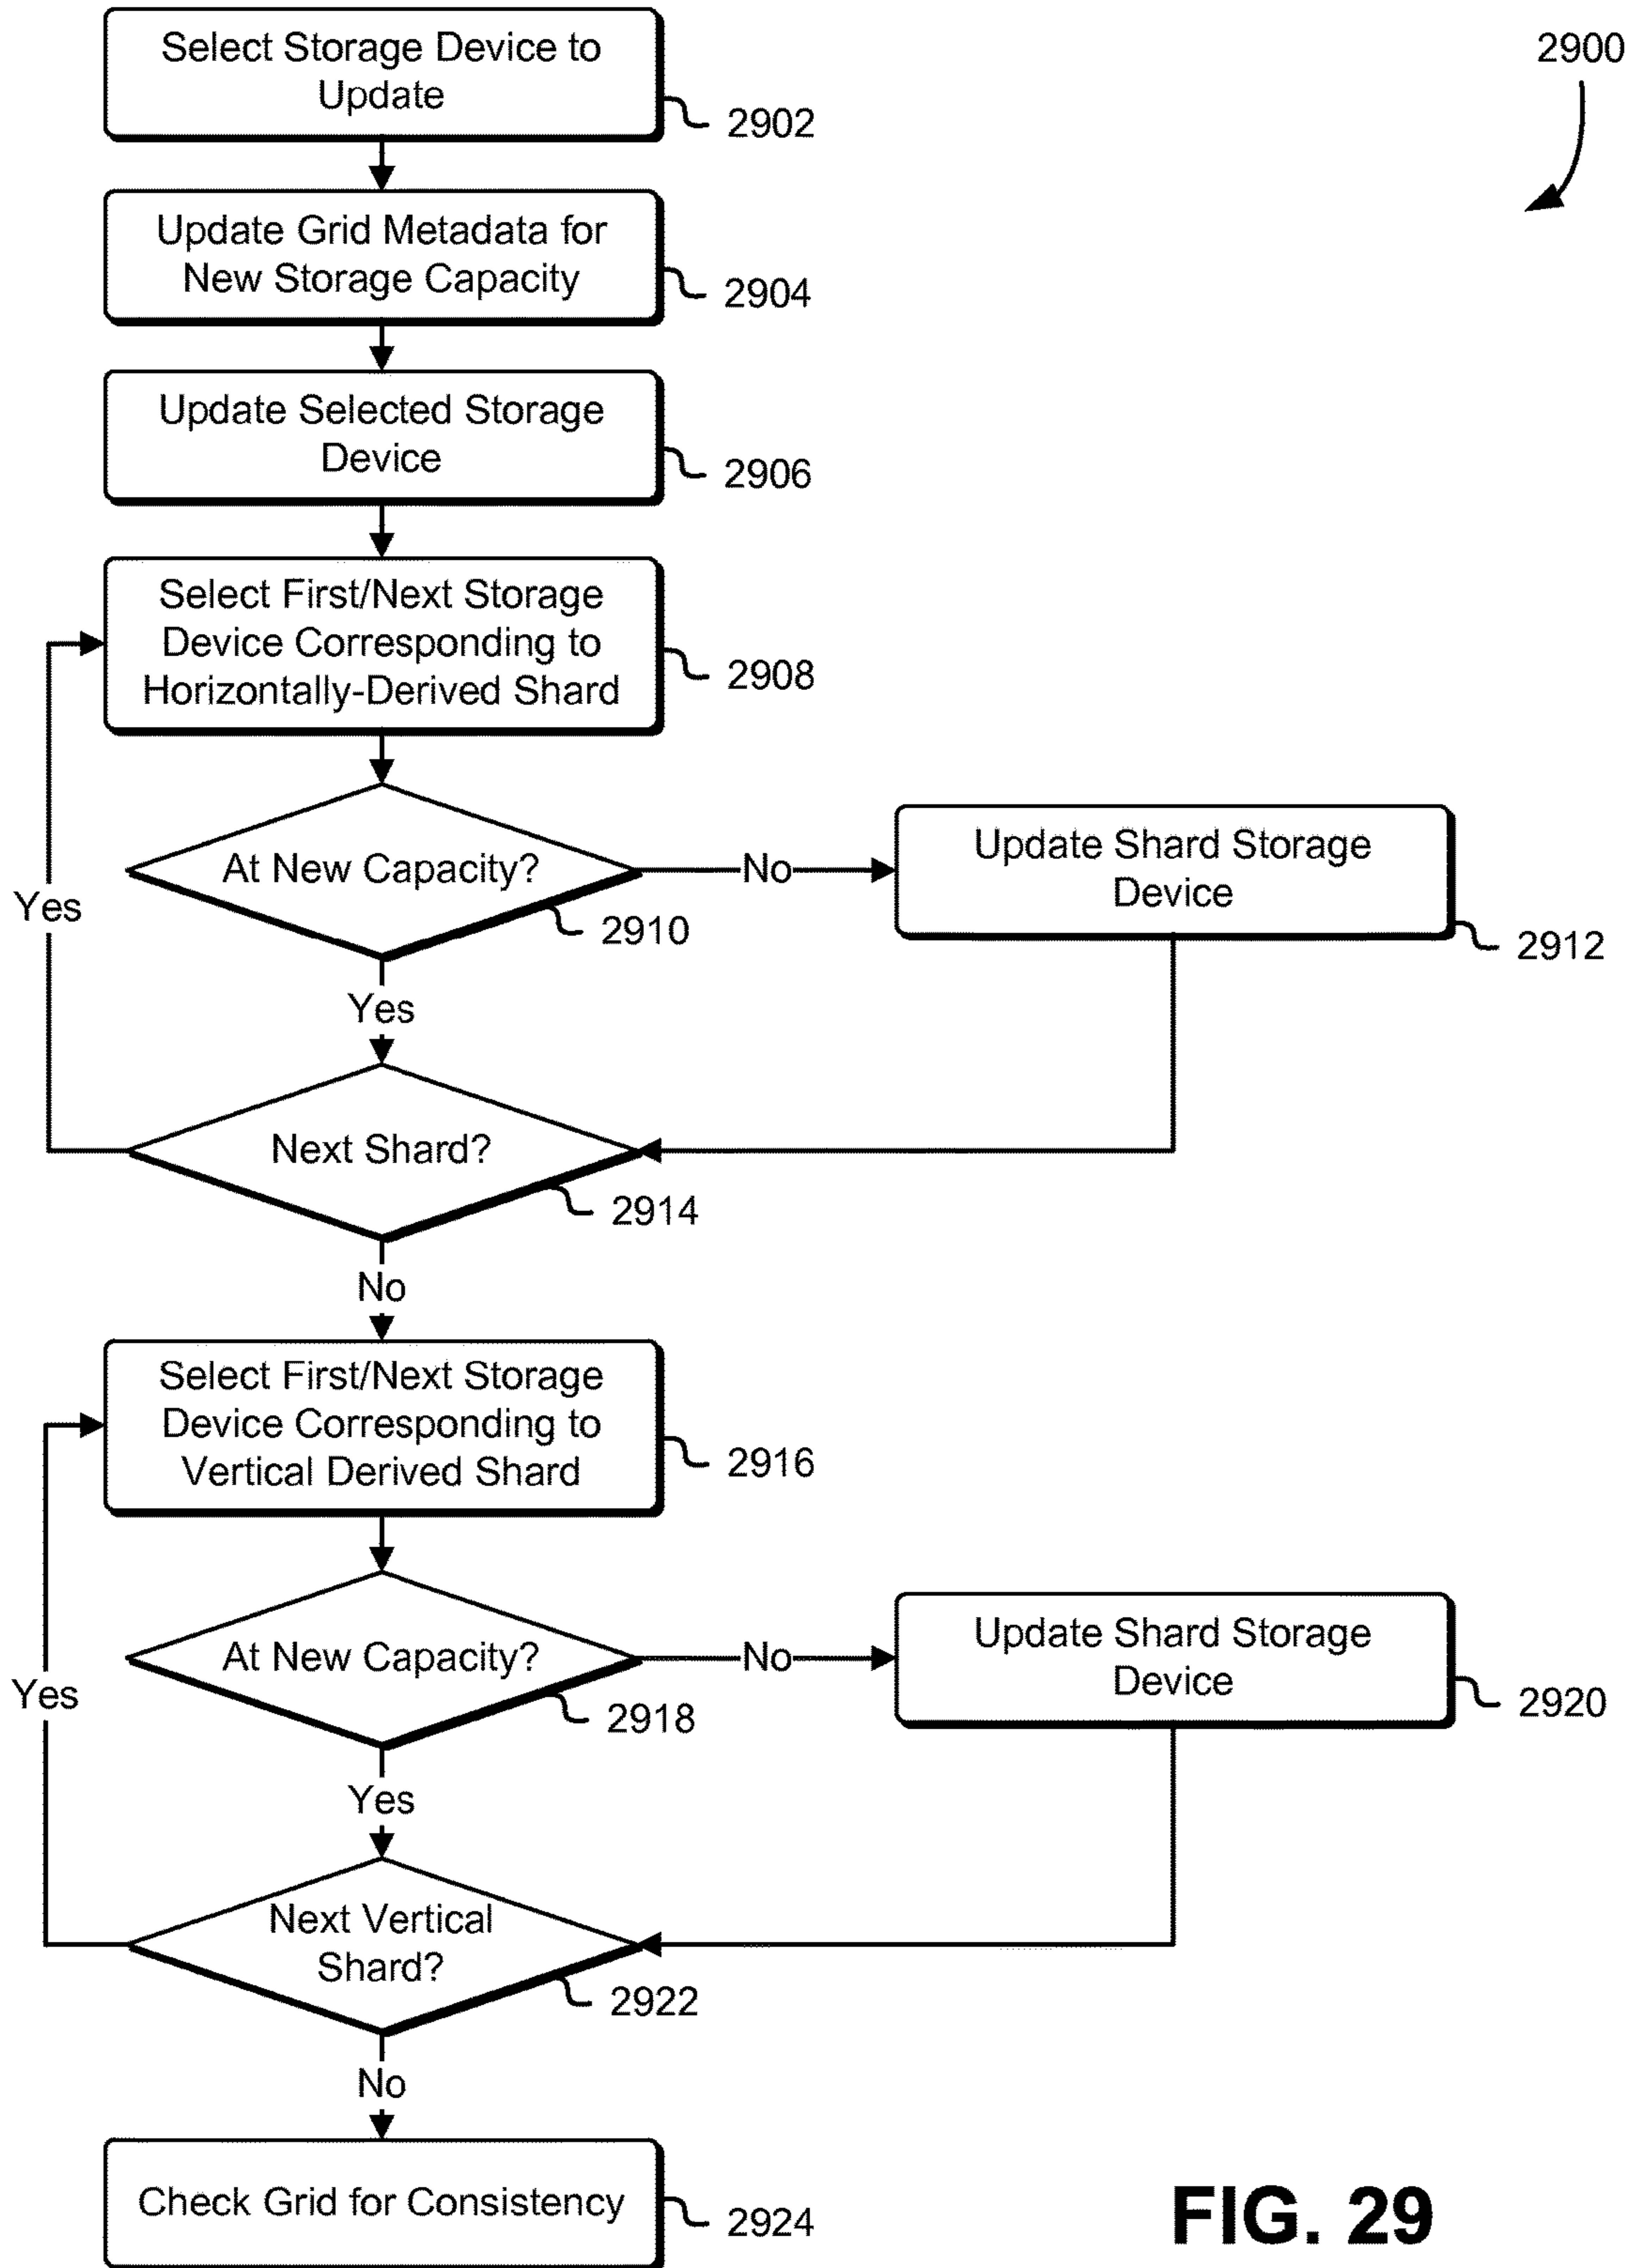 Select Storage Device to
Update
2902
2900
Update Grid Metadata for
New Storage Capacity
2904
Update Selected Storage
Device
2906
Select First/Next Storage
Device Corresponding to
Horizontally-Derived Shard
2908
At New Capacity?
2910
No
Update Shard Storage
Device
2912
Yes
Yes
Next Shard?
2914
No
Select First/Next Storage
Device Corresponding to
Vertical Derived Shard
2916
At New Capacity?
2918
No
Update Shard Storage
Device
2920
Yes
Yes
Next Vertical
Shard?
2922
No
Check Grid for Consistency
2924
FIG. 29